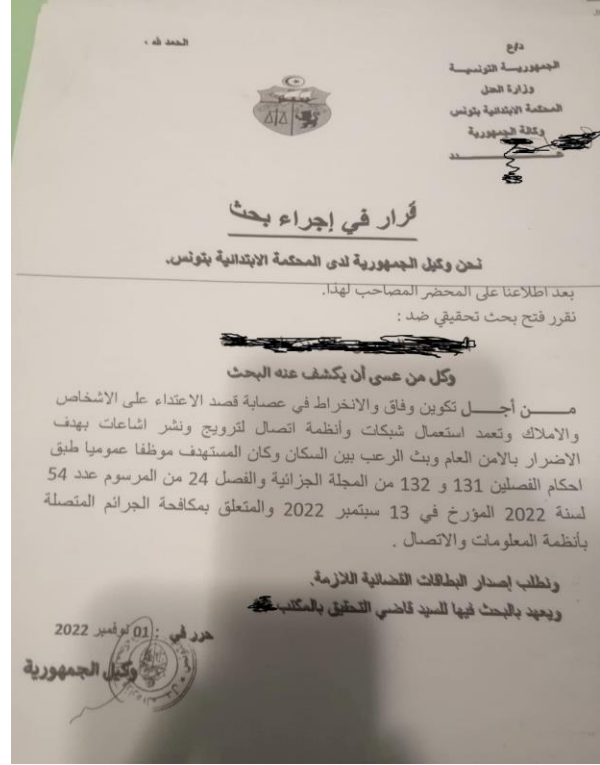 الحمد لله ،
د/ع
الجمهوريـــة التونسيـــة
وزارة العدل
المحكمة الابتدائية بتونس
وكالة الجمهورية
عـــــــدد
قرار في إجراء بحث
نحن وكيل الجمهورية لدى المحكمة الابتدائية بتونس.
بعد اطلاعنا على المحضر المصاحب لهذا.
نقرر فتح بحث تحقيقي ضد :
وكل من عسى أن يكشف عنه البحث
مـــن أجـــل تكوين وفاق والانخراط في عصابة قصد الاعتداء على الاشخاص
والاملاك وتعمد استعمال شبكات وأنظمة اتصال لترويج ونشر اشاعات بهدف
الاضرار بالامن العام وبث الرعب بين السكان وكان المستهدف موظفا عموميا طبق
احكام الفصلين 131 و 132 من المجلة الجزائية والفصل 24 من المرسوم عدد 54
لسنة 2022 المؤرخ في 13 سبتمبر 2022 والمتعلق بمكافحة الجرائم المتصلة
بأنظمة المعلومات والاتصال .
ونطلب إصدار البطاقات القضائية اللازمة.
ويعهد بالبحث فيها للسيد قاضي التحقيق بالمكتب
حرر في : 01 نوفمبر 2022
وكيل الجمهورية